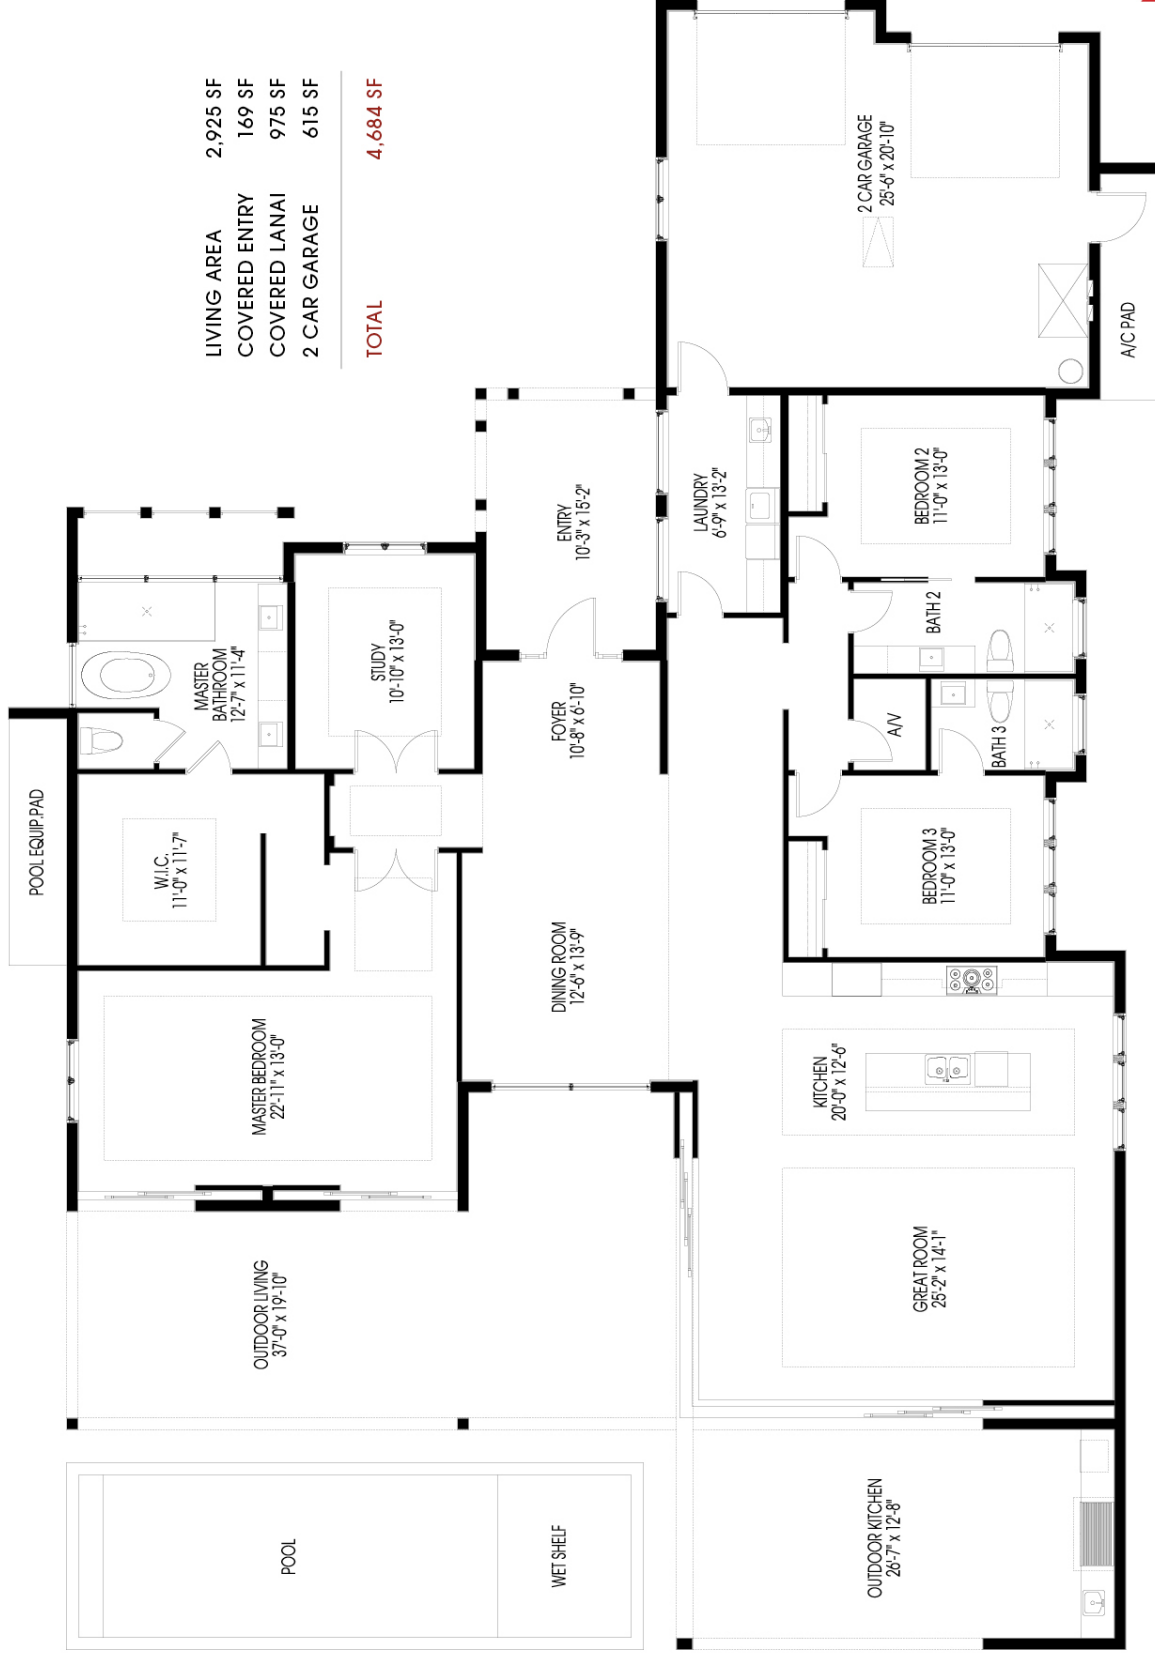 LIVING AREA 2,925 SF
COVERED ENTRY 169 SF
COVERED LANAI 975 SF
2 CAR GARAGE 615 SF
TOTAL 4,684 SF
POOL EQUIP.PAD
W.I.C.
11'-0" x 11'-7"
MASTER
BATHROOM
12'-7" x 11'-4"
MASTER BEDROOM
22'-11" x 13'-0"
STUDY
10'-10" x 13'-0"
OUTDOOR LIVING
37'-0" x 19'-10"
POOL
WET SHELF
DINING ROOM
12'-6" x 13'-9"
FOYER
10'-8" x 6'-10"
ENTRY
10'-3" x 15'-2"
LAUNDRY
6'-9" x 13'-2"
2 CAR GARAGE
25'-6" x 20'-10"
A/C PAD
BEDROOM 2
11'-0" x 13'-0"
BATH 2
A/V
BATH 3
BEDROOM 3
11'-0" x 13'-0"
KITCHEN
20'-0" x 12'-6"
GREAT ROOM
25'-2" x 14'-1"
OUTDOOR KITCHEN
26'-7" x 12'-8"